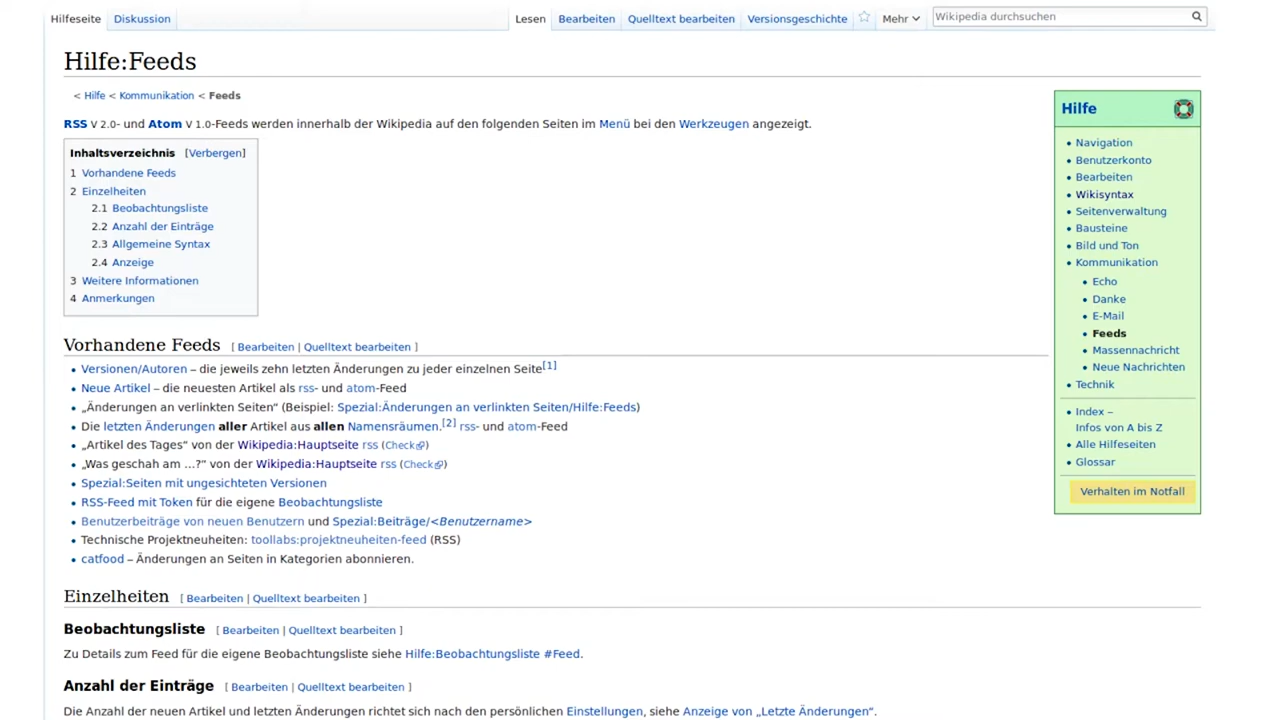 Hilfeseite Diskussion Lesen Bearbeiten Quelltext bearbeiten Versionsgeschichte Mehr Wikipedia durchsuchen
Hilfe:Feeds
< Hilfe < Kommunikation < Feeds
RSS V 2.0- und Atom V 1.0-Feeds werden innerhalb der Wikipedia auf den folgenden Seiten im Menü bei den Werkzeugen angezeigt.
Inhaltsverzeichnis [Verbergen]
1 Vorhandene Feeds
2 Einzelheiten
2.1 Beobachtungsliste
2.2 Anzahl der Einträge
2.3 Allgemeine Syntax
2.4 Anzeige
3 Weitere Informationen
4 Anmerkungen
Vorhandene Feeds [ Bearbeiten | Quelltext bearbeiten ]
• Versionen/Autoren – die jeweils zehn letzten Änderungen zu jeder einzelnen Seite[1]
• Neue Artikel – die neuesten Artikel als rss- und atom-Feed
• „Änderungen an verlinkten Seiten“ (Beispiel: Spezial:Änderungen an verlinkten Seiten/Hilfe:Feeds)
• Die letzten Änderungen aller Artikel aus allen Namensräumen.[2] rss- und atom-Feed
• „Artikel des Tages“ von der Wikipedia:Hauptseite rss (Check)
• „Was geschah am …?“ von der Wikipedia:Hauptseite rss (Check)
• Spezial:Seiten mit ungesichteten Versionen
• RSS-Feed mit Token für die eigene Beobachtungsliste
• Benutzerbeiträge von neuen Benutzern und Spezial:Beiträge/<Benutzername>
• Technische Projektneuheiten: toollabs:projektneuheiten-feed (RSS)
• catfood – Änderungen an Seiten in Kategorien abonnieren.
Einzelheiten [ Bearbeiten | Quelltext bearbeiten ]
Beobachtungsliste [ Bearbeiten | Quelltext bearbeiten ]
Zu Details zum Feed für die eigene Beobachtungsliste siehe Hilfe:Beobachtungsliste #Feed.
Anzahl der Einträge [ Bearbeiten | Quelltext bearbeiten ]
Die Anzahl der neuen Artikel und letzten Änderungen richtet sich nach den persönlichen Einstellungen, siehe Anzeige von „Letzte Änderungen“.
Hilfe
• Navigation
• Benutzerkonto
• Bearbeiten
• Wikisyntax
• Seitenverwaltung
• Bausteine
• Bild und Ton
• Kommunikation
• Echo
• Danke
• E-Mail
• Feeds
• Massennachricht
• Neue Nachrichten
• Technik
• Index –
Infos von A bis Z
• Alle Hilfeseiten
• Glossar
Verhalten im Notfall